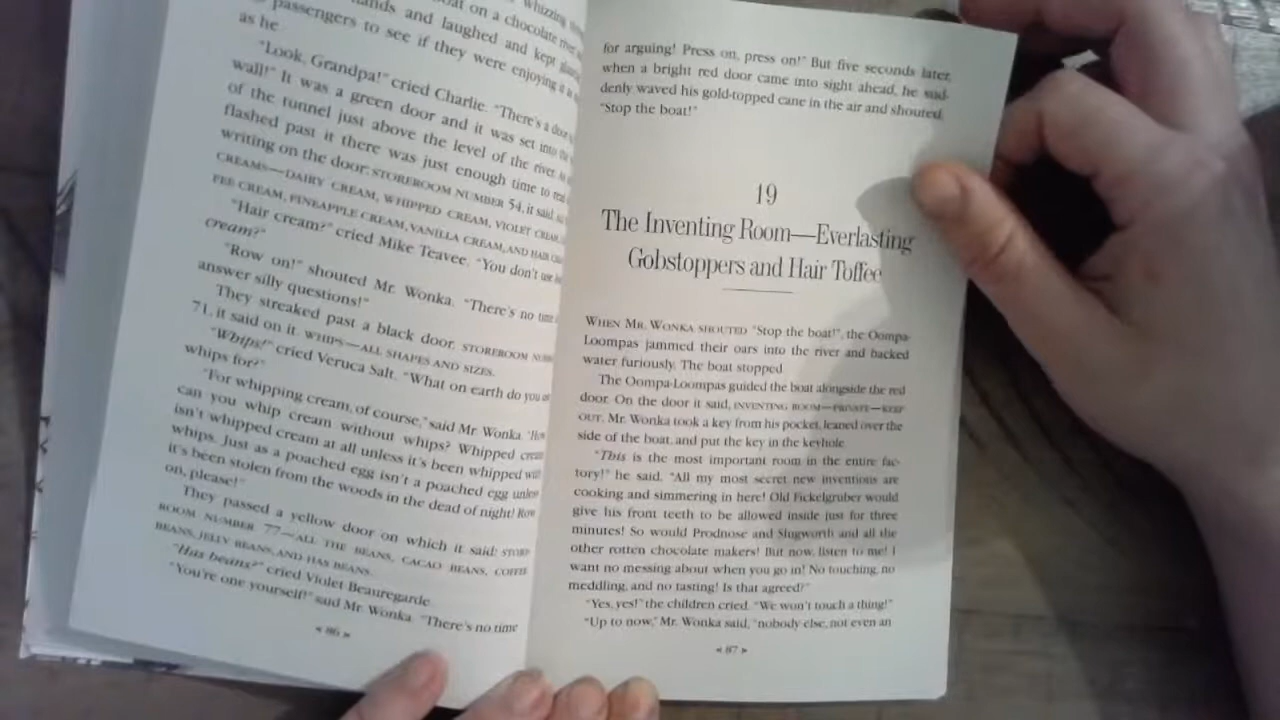 whizzing
boat on a chocolate river
hands and laughed and kept
passengers to see if they were enjoying it as
as he
"Look, Grandpa!" cried Charlie. "There's a door
wall!" It was a green door and it was set into the
of the tunnel just above the level of the river. As
flashed past it there was just enough time to read
writing on the door: STOREROOM NUMBER 54, it said.
CREAMS—DAIRY CREAM, WHIPPED CREAM, VIOLET CREAM,
FEE CREAM, PINEAPPLE CREAM, VANILLA CREAM, AND HAIR
"Hair cream?" cried Mike Teavee. "You don't use
cream?"
"Row on!" shouted Mr. Wonka. "There's no time
answer silly questions!"
They streaked past a black door. STOREROOM
71, it said on it. WHIPS—ALL SHAPES AND SIZES.
"Whips!" cried Veruca Salt. "What on earth do you
whips for?"
"For whipping cream, of course," said Mr. Wonka. "How
can you whip cream without whips? Whipped cream
isn't whipped cream at all unless it's been whipped with
whips. Just as a poached egg isn't a poached egg unless
it's been stolen from the woods in the dead of night! Row
on, please!"
They passed a yellow door on which it said: STORE-
ROOM NUMBER 77—ALL THE BEANS, CACAO BEANS, COFFEE
BEANS, JELLY BEANS, AND HAS BEANS.
"Has beans?" cried Violet Beauregarde.
"You're one yourself!" said Mr. Wonka. "There's no time
◄ 86 ►
for arguing! Press on, press on!" But five seconds later,
when a bright red door came into sight ahead, he sud-
denly waved his gold-topped cane in the air and shouted,
"Stop the boat!"
19
The Inventing Room—Everlasting
Gobstoppers and Hair Toffee
WHEN MR. WONKA SHOUTED "Stop the boat!", the Oompa-
Loompas jammed their oars into the river and backed
water furiously. The boat stopped.
The Oompa-Loompas guided the boat alongside the red
door. On the door it said, INVENTING ROOM—PRIVATE—KEEP
OUT. Mr. Wonka took a key from his pocket, leaned over the
side of the boat, and put the key in the keyhole.
"This is the most important room in the entire fac-
tory!" he said. "All my most secret new inventions are
cooking and simmering in here! Old Fickelgruber would
give his front teeth to be allowed inside just for three
minutes! So would Prodnose and Slugworth and all the
other rotten chocolate makers! But now, listen to me! I
want no messing about when you go in! No touching, no
meddling, and no tasting! Is that agreed?"
"Yes, yes!" the children cried. "We won't touch a thing!"
"Up to now," Mr. Wonka said, "nobody else, not even an
◄ 87 ►